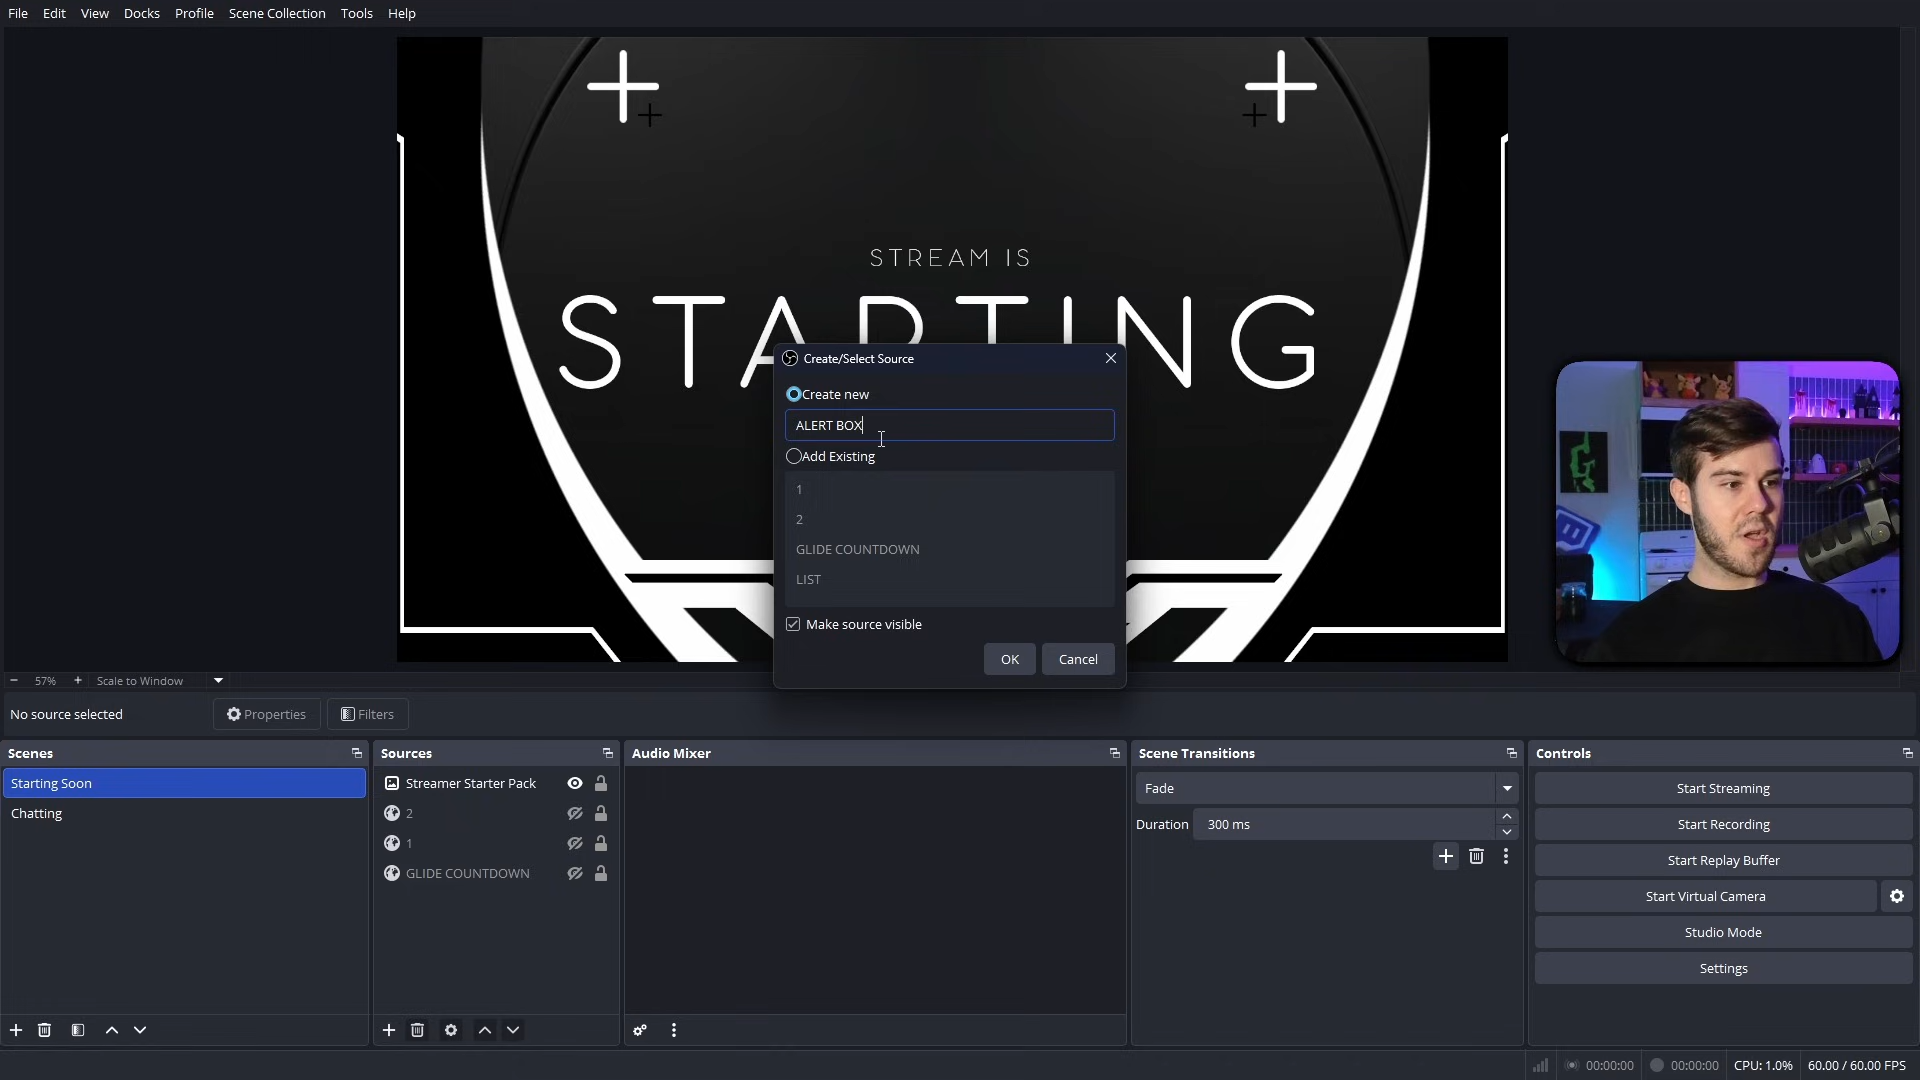 File Edit View Docks Profile Scene Collection Tools Help
STREAM IS
STARTING
Create/Select Source
Create new
ALERT BOX
Add Existing
1
2
GLIDE COUNTDOWN
LIST
Make source visible
OK Cancel
57% Scale to Window
No source selected Properties Filters
Scenes
Starting Soon
Chatting
Sources
Streamer Starter Pack
2
1
GLIDE COUNTDOWN
Audio Mixer
Scene Transitions
Fade
Duration 300 ms
Controls
Start Streaming
Start Recording
Start Replay Buffer
Start Virtual Camera
Studio Mode
Settings
00:00:00 00:00:00 CPU: 1.0% 60.00 / 60.00 FPS